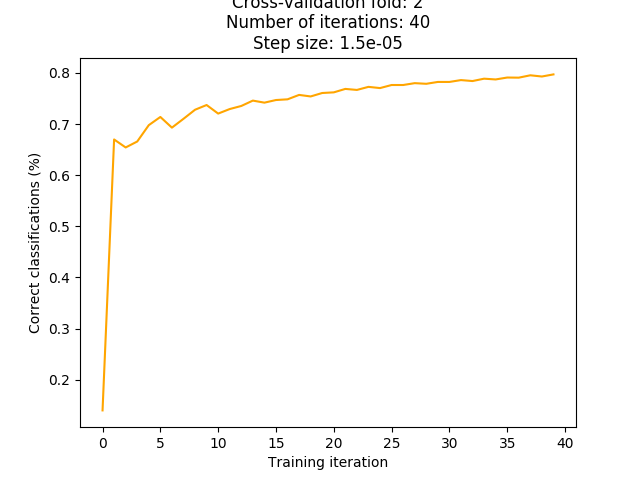 Cross-validation fold: 2
Number of iterations: 40
Step size: 1.5e-05
0.8
0.7
0.6
0.5
0.4
0.3
0.2
Correct classifications (%)
0 5 10 15 20 25 30 35 40
Training iteration